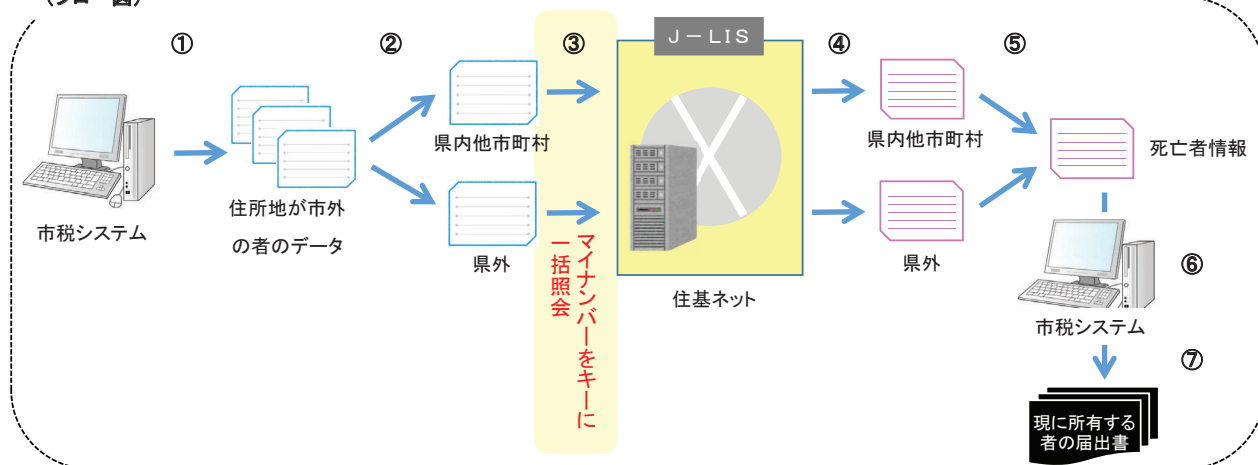 (フロー図)
①
②
③
J－LIS
④
⑤
県内他市町村
県内他市町村
死亡者情報
住所地が市外
の者のデータ
市税システム
県外
マイナンバーをキーに
一括照会
住基ネット
県外
⑥
市税システム
⑦
現に所有する
者の届出書